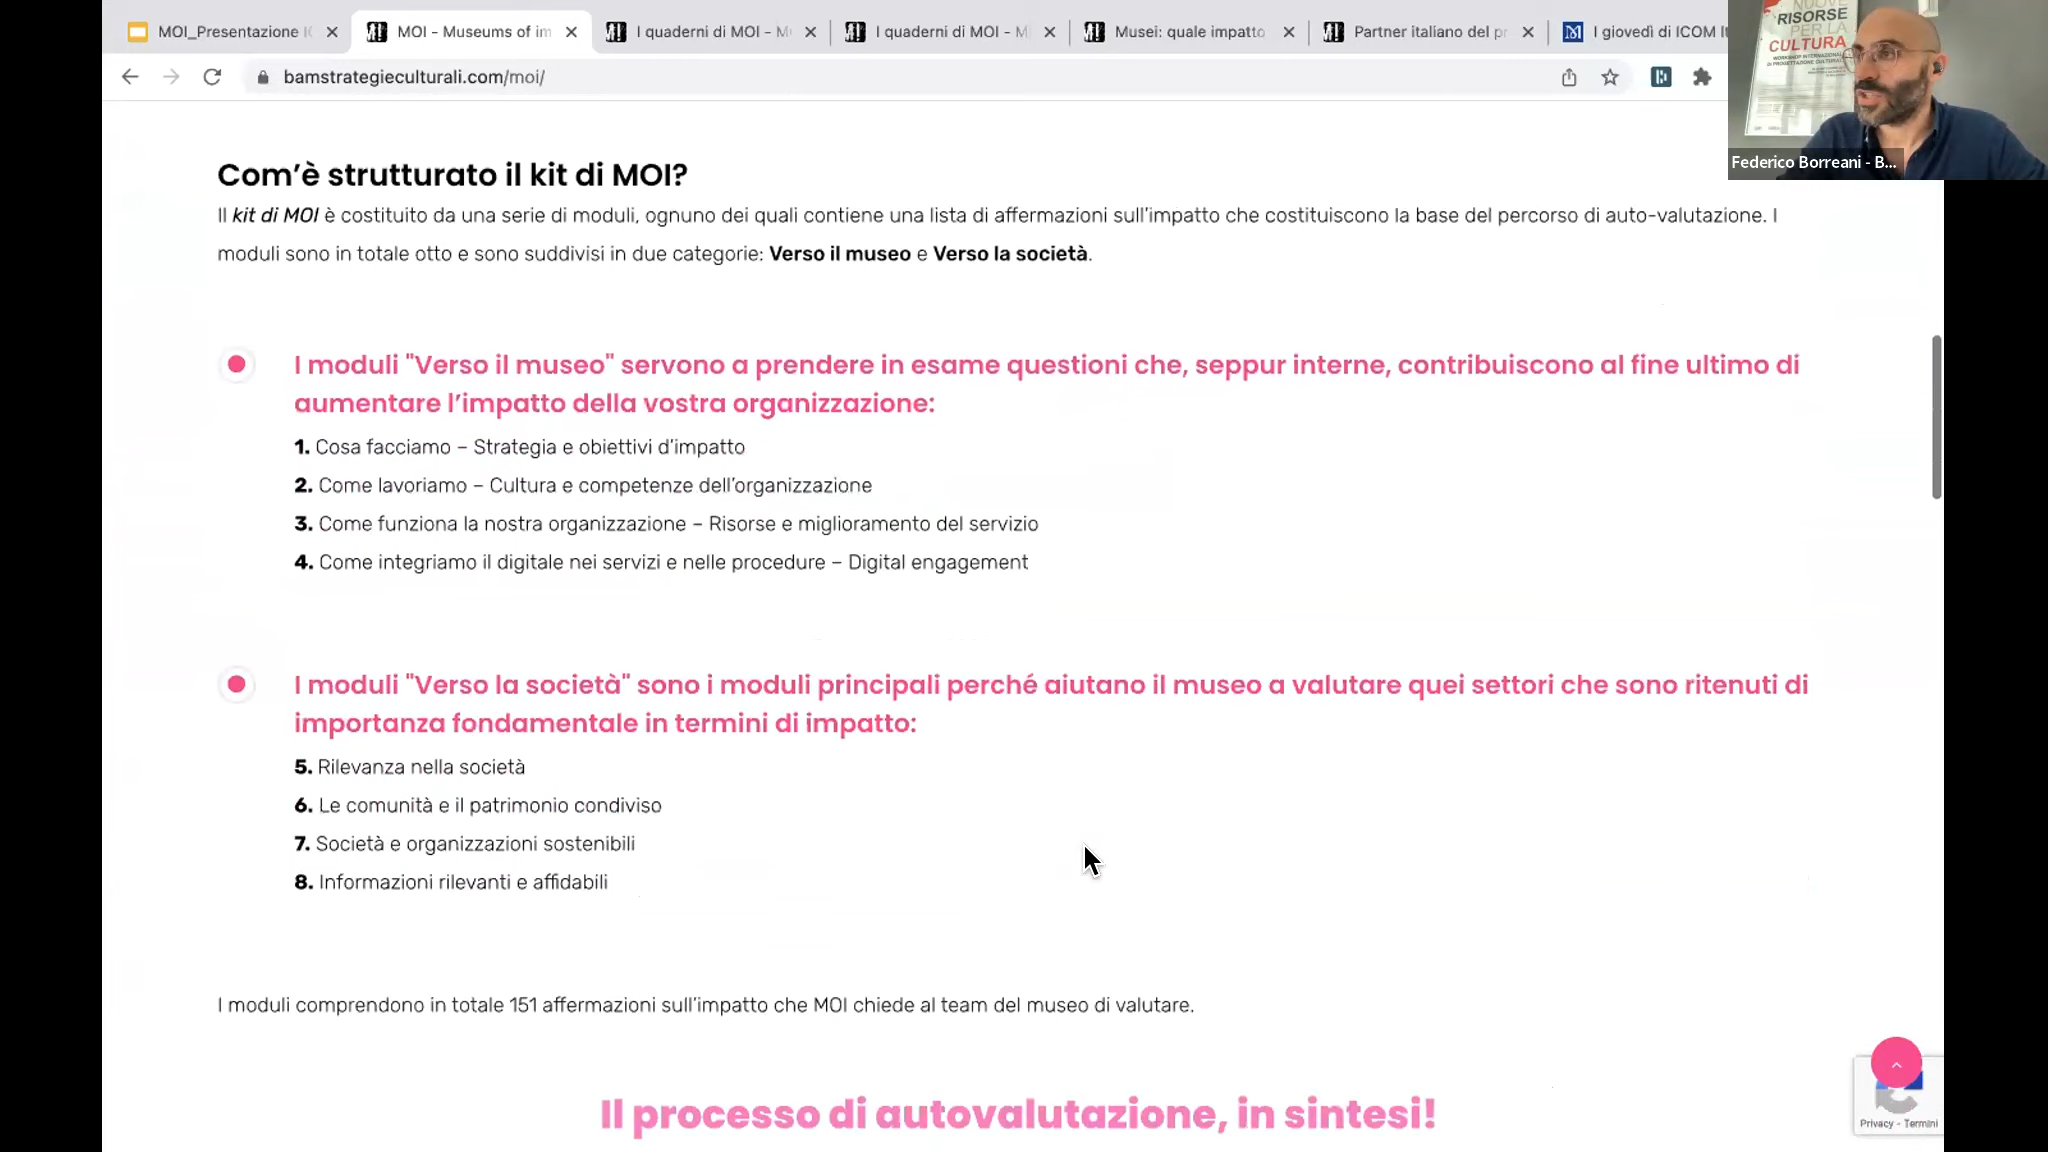 MOI_Presentazione
MOI - Museums of im
I quaderni di MOI - M
I quaderni di MOI - M
Musei: quale impatto
Partner italiano del pr
I giovedì di ICOM It
bamstrategieculturali.com/moi/
NUOVE
RISORSE
PER LA
CULTURA
WORKSHOP INTERNAZIONALE
DI PROGETTAZIONE CULTURALE
Federico Borreani - B...
Com’è strutturato il kit di MOI?
Il kit di MOI è costituito da una serie di moduli, ognuno dei quali contiene una lista di affermazioni sull’impatto che costituiscono la base del percorso di auto-valutazione. I
moduli sono in totale otto e sono suddivisi in due categorie: Verso il museo e Verso la società.
I moduli "Verso il museo" servono a prendere in esame questioni che, seppur interne, contribuiscono al fine ultimo di
aumentare l’impatto della vostra organizzazione:
1. Cosa facciamo – Strategia e obiettivi d’impatto
2. Come lavoriamo – Cultura e competenze dell’organizzazione
3. Come funziona la nostra organizzazione – Risorse e miglioramento del servizio
4. Come integriamo il digitale nei servizi e nelle procedure – Digital engagement
I moduli "Verso la società" sono i moduli principali perché aiutano il museo a valutare quei settori che sono ritenuti di
importanza fondamentale in termini di impatto:
5. Rilevanza nella società
6. Le comunità e il patrimonio condiviso
7. Società e organizzazioni sostenibili
8. Informazioni rilevanti e affidabili
I moduli comprendono in totale 151 affermazioni sull’impatto che MOI chiede al team del museo di valutare.
Il processo di autovalutazione, in sintesi!
Privacy - Termini